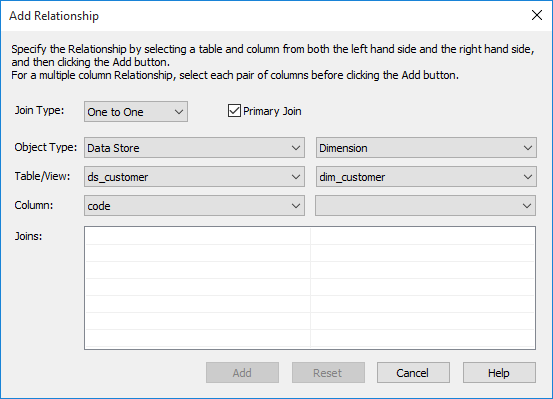 Add Relationship
Specify the Relationship by selecting a table and column from both the left hand side and the right hand side,
and then clicking the Add button.
For a multiple column Relationship, select each pair of columns before clicking the Add button.
Join Type: One to One Primary Join
Object Type: Data Store Dimension
Table/View: ds_customer dim_customer
Column: code
Joins:
Add Reset Cancel Help